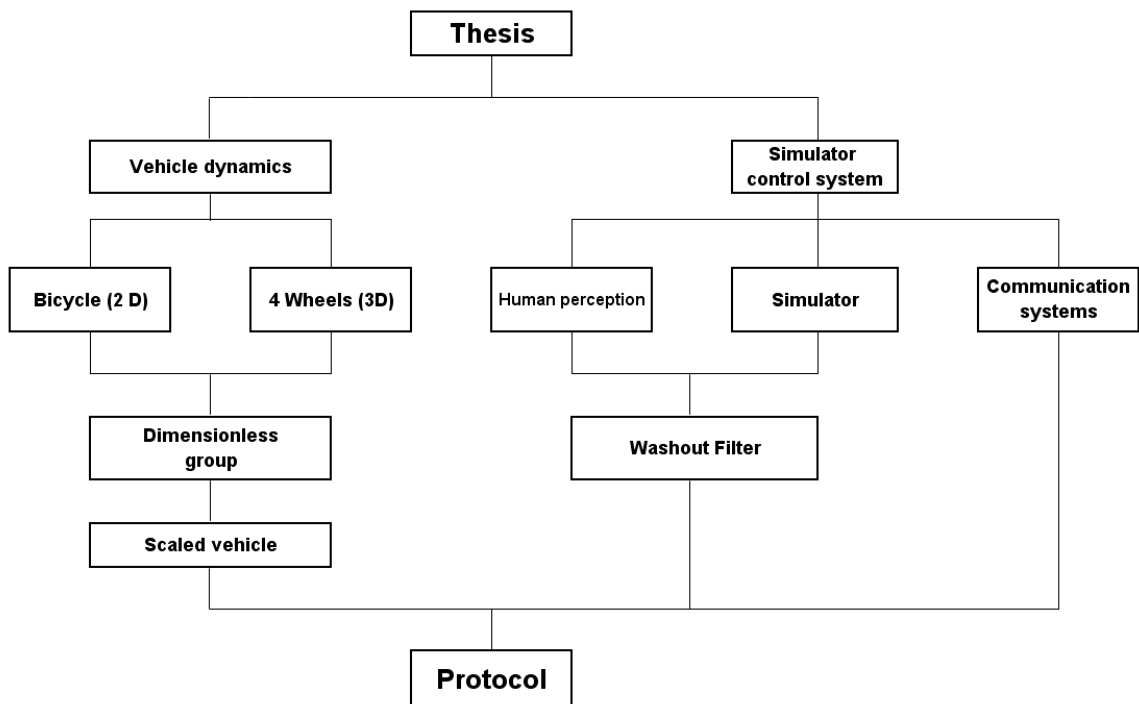 Thesis
Vehicle dynamics
Simulator
control system
Bicycle (2 D)
4 Wheels (3D)
Human perception
Simulator
Communication
systems
Dimensionless
group
Washout Filter
Scaled vehicle
Protocol